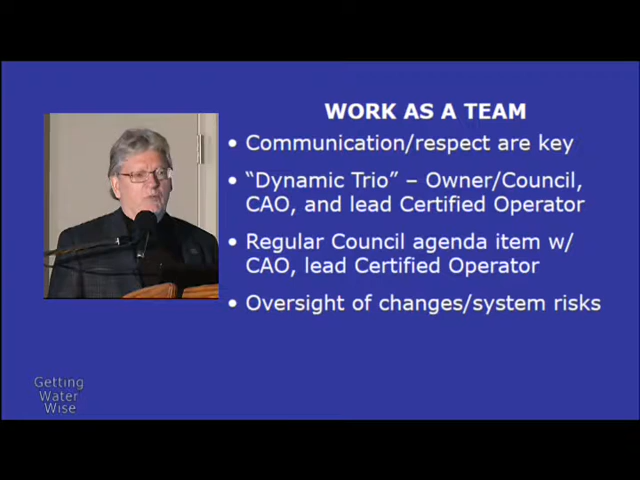 WORK AS A TEAM
• Communication/respect are key
• “Dynamic Trio” – Owner/Council,
CAO, and lead Certified Operator
• Regular Council agenda item w/
CAO, lead Certified Operator
• Oversight of changes/system risks
Getting
Water
Wise